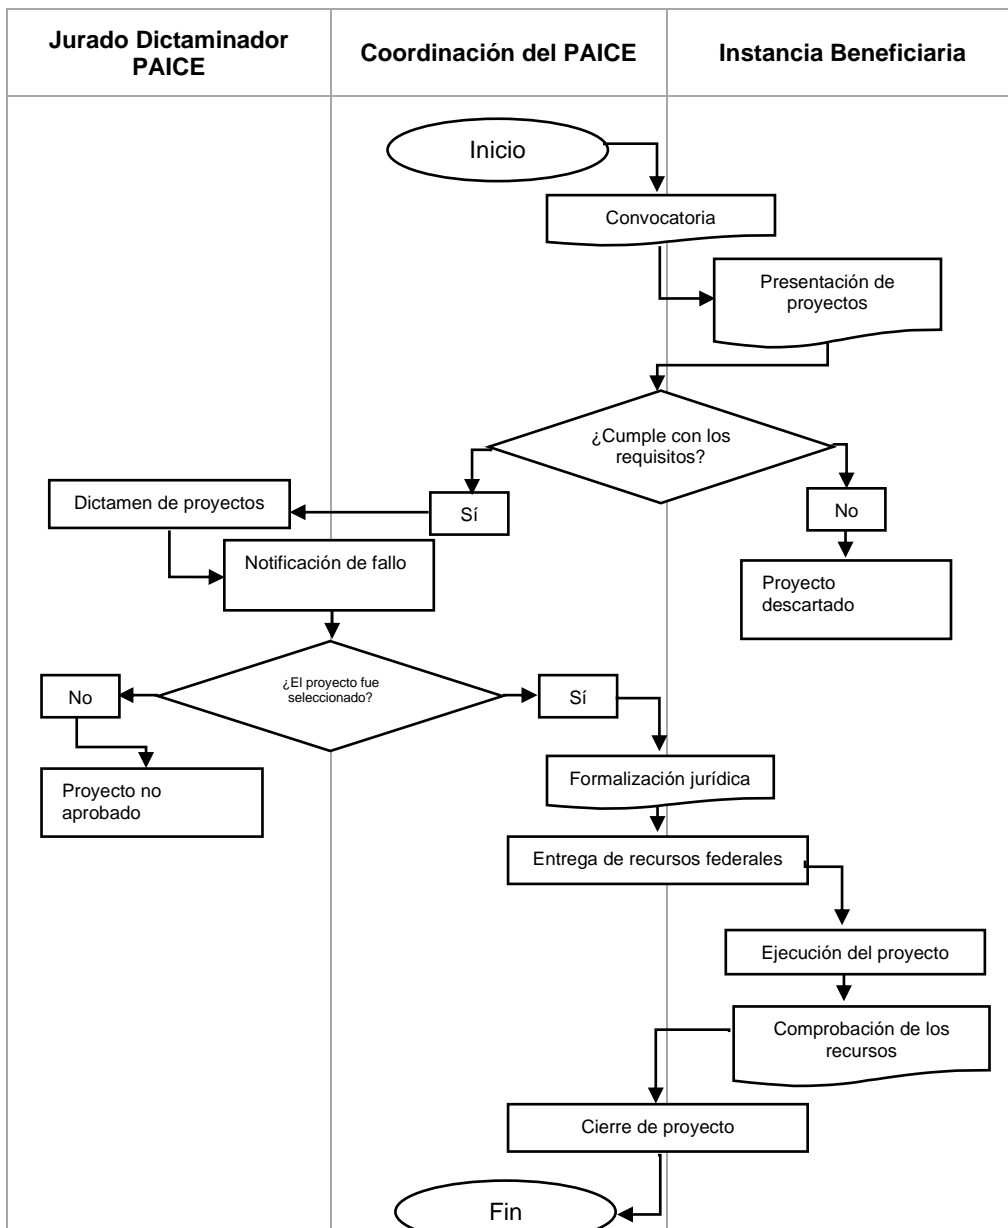 Jurado Dictaminador
PAICE
Coordinación del PAICE
Instancia Beneficiaria
Inicio
Convocatoria
Presentación de
proyectos
¿Cumple con los
requisitos?
Dictamen de proyectos
Sí
No
Notificación de fallo
Proyecto
descartado
¿El proyecto fue
seleccionado?
No
Sí
Proyecto no
aprobado
Formalización jurídica
Entrega de recursos federales
Ejecución del proyecto
Comprobación de los
recursos
Cierre de proyecto
Fin